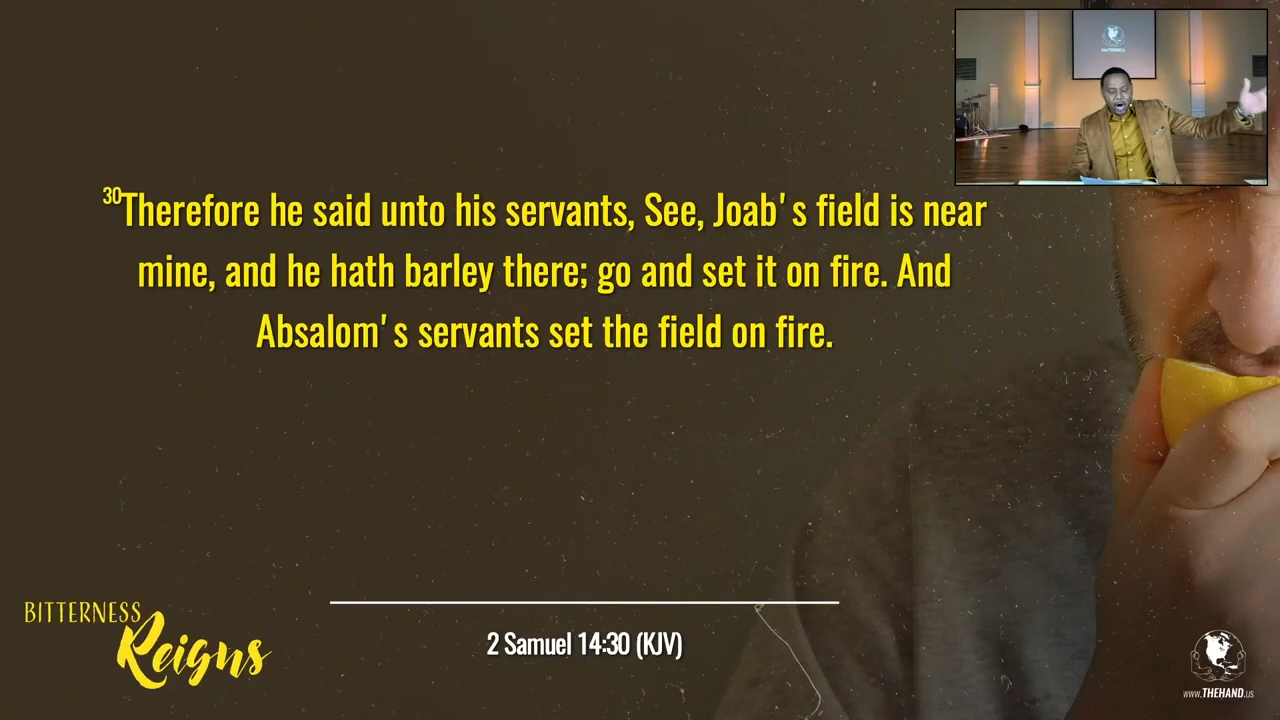 30Therefore he said unto his servants, See, Joab's field is near
mine, and he hath barley there; go and set it on fire. And
Absalom's servants set the field on fire.
BITTERNESS
Reigns
2 Samuel 14:30 (KJV)
www.THEHAND.us